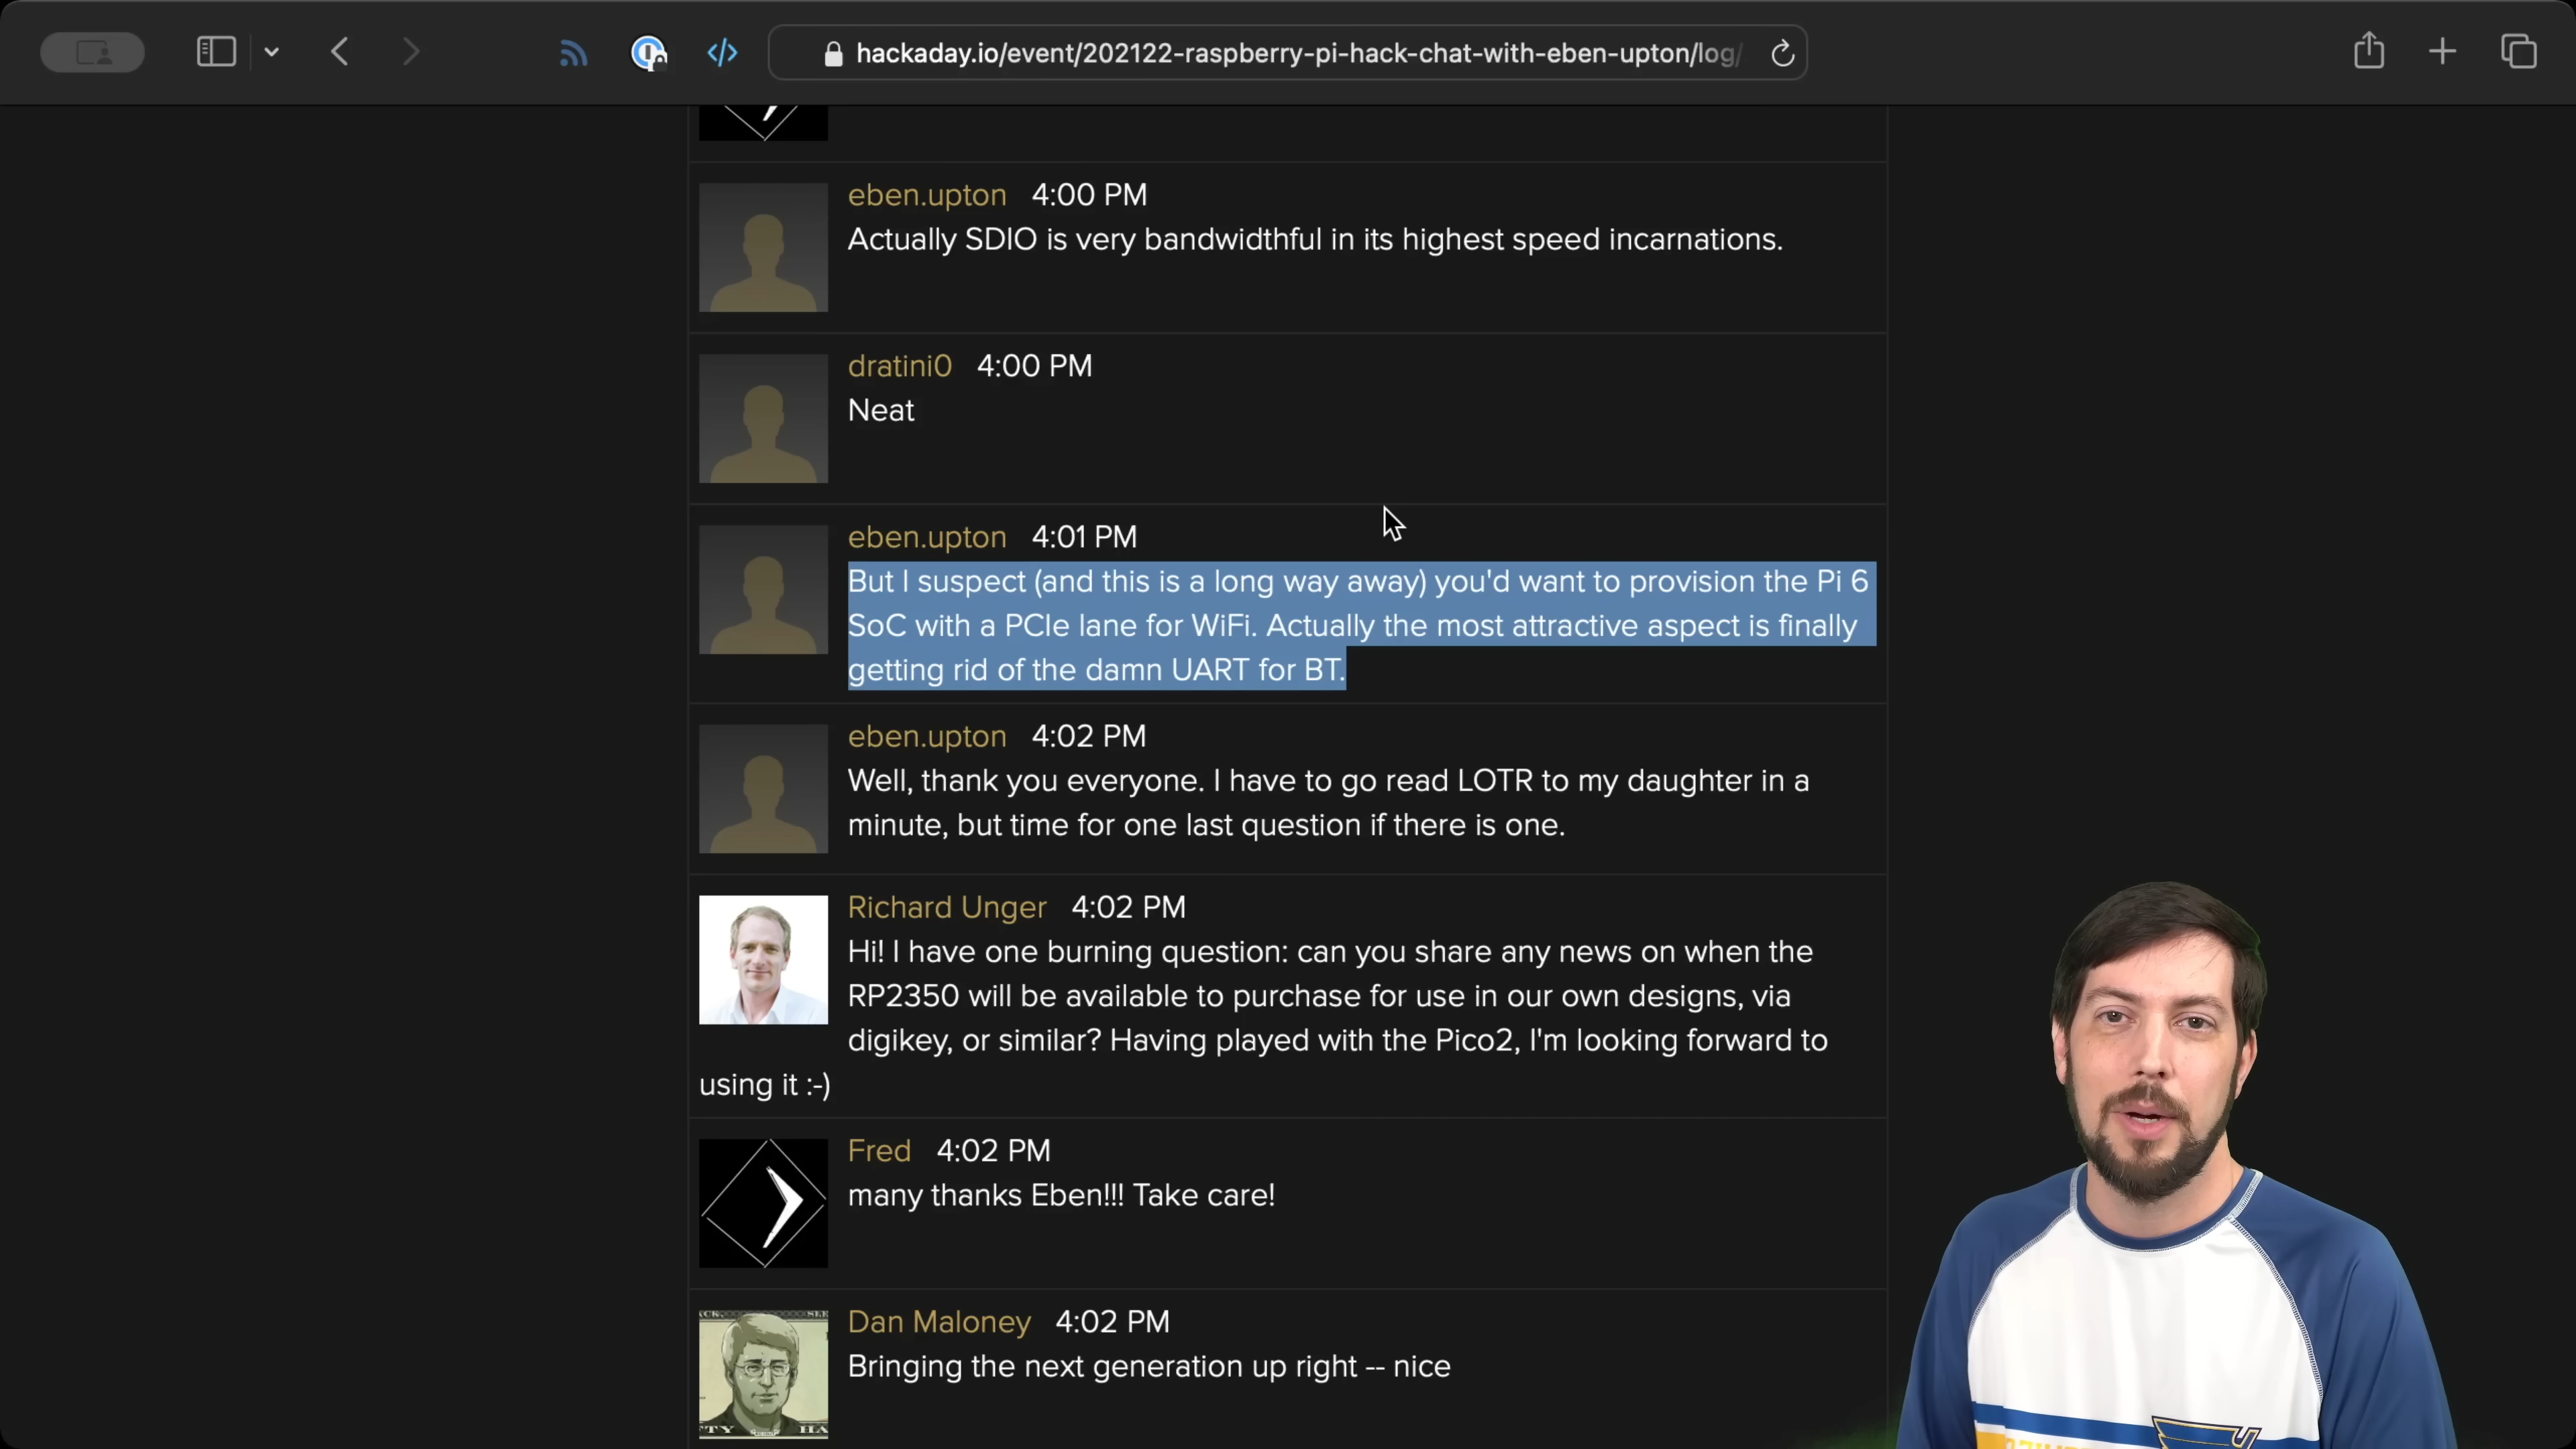 hackaday.io/event/202122-raspberry-pi-hack-chat-with-eben-upton/log/
eben.upton 4:00 PM
Actually SDIO is very bandwidthful in its highest speed incarnations.
dratini0 4:00 PM
Neat
eben.upton 4:01 PM
But I suspect (and this is a long way away) you'd want to provision the Pi 6
SoC with a PCIe lane for WiFi. Actually the most attractive aspect is finally
getting rid of the damn UART for BT.
eben.upton 4:02 PM
Well, thank you everyone. I have to go read LOTR to my daughter in a
minute, but time for one last question if there is one.
Richard Unger 4:02 PM
Hi! I have one burning question: can you share any news on when the
RP2350 will be available to purchase for use in our own designs, via
digikey, or similar? Having played with the Pico2, I'm looking forward to
using it :-)
Fred 4:02 PM
many thanks Eben!!! Take care!
Dan Maloney 4:02 PM
Bringing the next generation up right -- nice